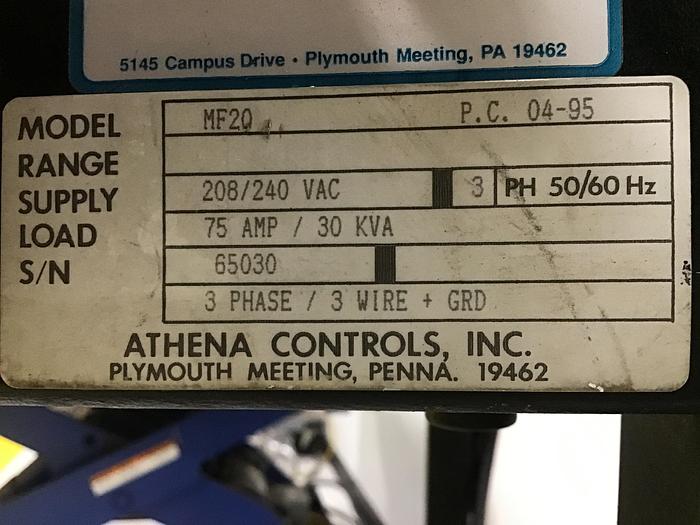 5145 Campus Drive • Plymouth Meeting, PA 19462
MODEL MF20 P.C. 04-95
RANGE
SUPPLY 208/240 VAC 3 PH 50/60 Hz
LOAD 75 AMP / 30 KVA
S/N 65030
3 PHASE / 3 WIRE + GRD
ATHENA CONTROLS, INC.
PLYMOUTH MEETING, PENNA. 19462